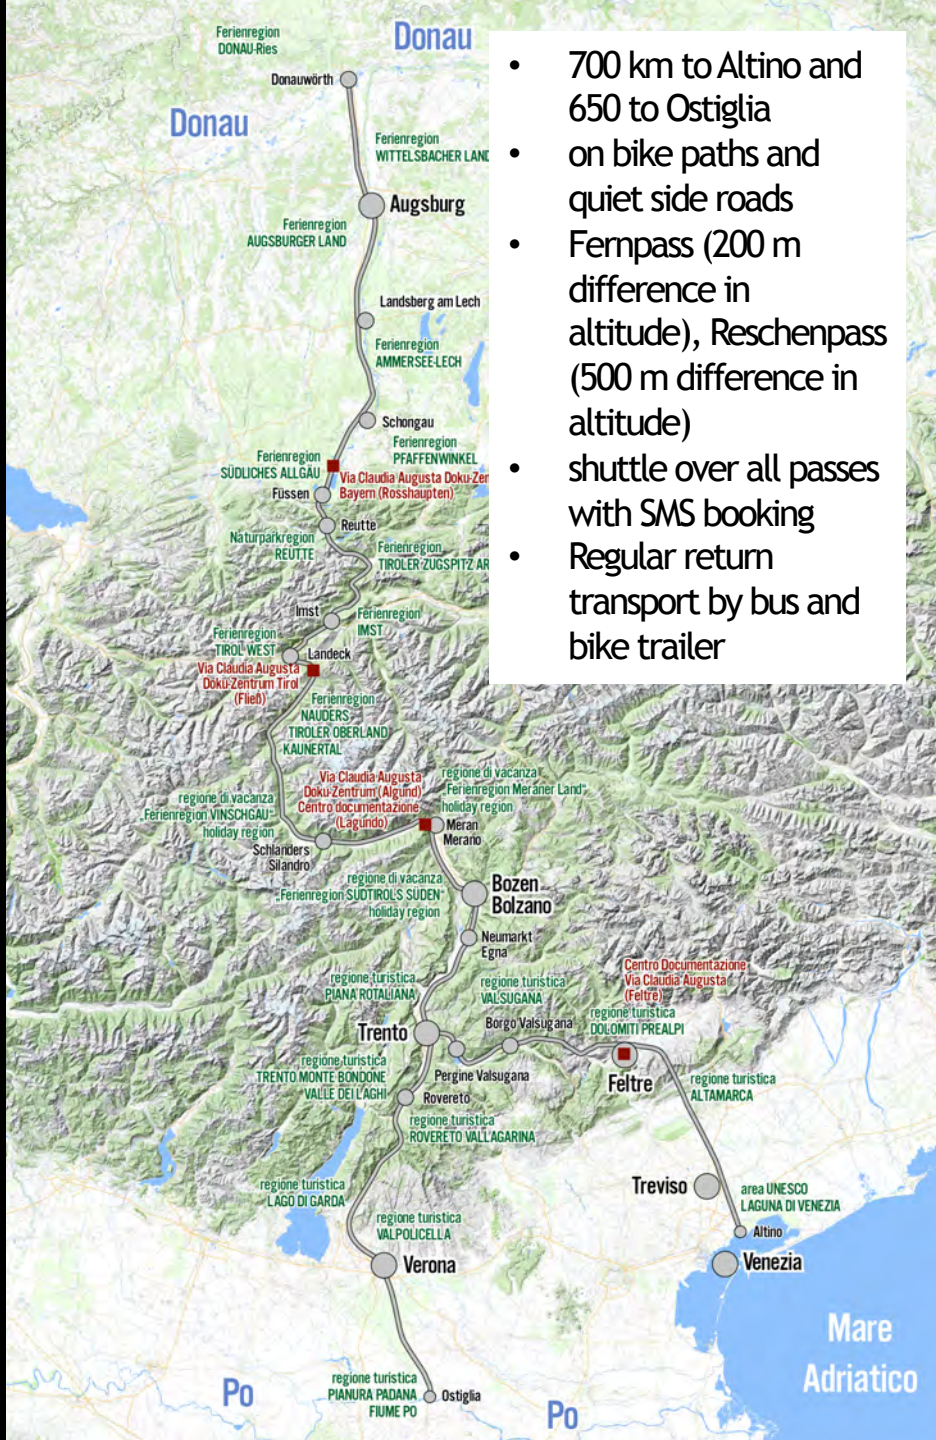 Ferienregion
DONAU-Ries
Donau
Donauwörth
Donau
Ferienregion
WITTELSBACHER LAND
Augsburg
Ferienregion
AUGSBURGER LAND
Landsberg am Lech
Ferienregion
AMMERSEE-LECH
Schongau
Ferienregion
PFAFFENWINKEL
Ferienregion
SÜDLICHES ALLGÄU
Via Claudia Augusta Doku-Zen
Bayern (Rosshaupten)
Füssen
Reutte
Naturparkregion
REUTTE
Ferienregion
TIROLER ZUGSPITZ AR
Imst
Ferienregion
IMST
Ferienregion
TIROL WEST
Landeck
Via Claudia Augusta
Doku-Zentrum Tirol
(Fließ)
Ferienregion
NAUDERS
TIROLER OBERLAND
KAUNERTAL
Via Claudia Augusta
Doku-Zentrum (Algund)
Centro documentazione
(Lagundo)
regione di vacanza
„Ferienregion Meraner Land“
holiday region
regione di vacanza
„Ferienregion VINSCHGAU“
holiday region
Meran
Merano
Schlanders
Silandro
regione di vacanza
„Ferienregion SÜDTIROLS SÜDEN“
holiday region
Bozen
Bolzano
Neumarkt
Egna
regione turistica
PIANA ROTALIANA
regione turistica
VALSUGANA
Centro Documentazione
Via Claudia Augusta
(Feltre)
regione turistica
DOLOMITI PREALPI
Trento
Borgo Valsugana
regione turistica
TRENTO MONTE BONDONE
VALLE DEI LAGHI
Pergine Valsugana
Feltre
regione turistica
ALTAMARCA
Rovereto
regione turistica
ROVERETO VALLAGARINA
regione turistica
LAGO DI GARDA
Treviso
area UNESCO
LAGUNA DI VENEZIA
regione turistica
VALPOLICELLA
Altino
Verona
Venezia
Mare
Adriatico
regione turistica
PIANURA PADANA
FIUME PO
Ostiglia
Po
Po
• 700 km to Altino and
650 to Ostiglia
• on bike paths and
quiet side roads
• Fernpass (200 m
difference in
altitude), Reschenpass
(500 m difference in
altitude)
• shuttle over all passes
with SMS booking
• Regular return
transport by bus and
bike trailer